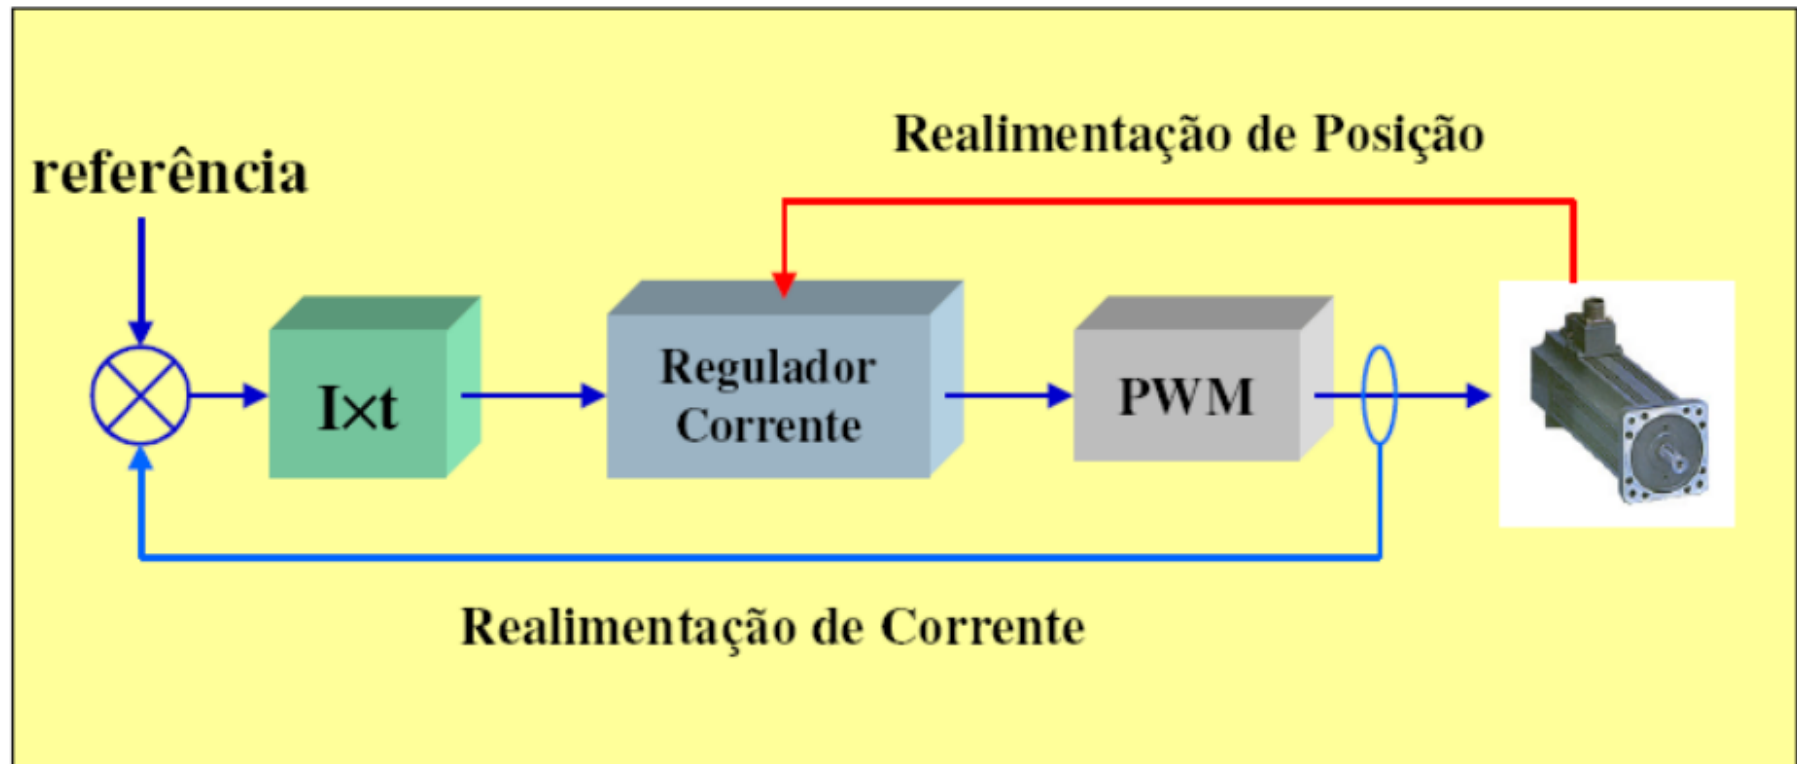 Realimentação de Posição
referência
I×t
Regulador
Corrente
PWM
Realimentação de Corrente